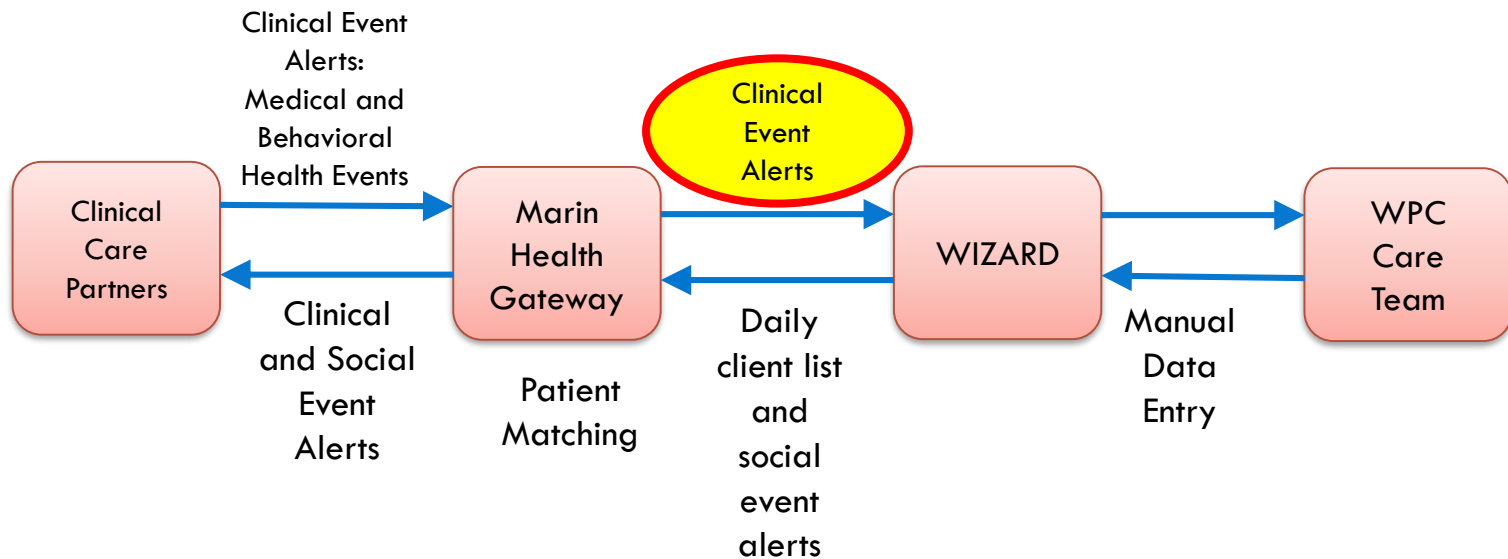 Clinical Event
Alerts:
Medical and
Behavioral
Health Events
Clinical
Event
Alerts
Clinical
Care
Partners
Marin
Health
Gateway
WIZARD
WPC
Care
Team
Clinical
and Social
Event
Alerts
Patient
Matching
Daily
client list
and
social
event
alerts
Manual
Data
Entry